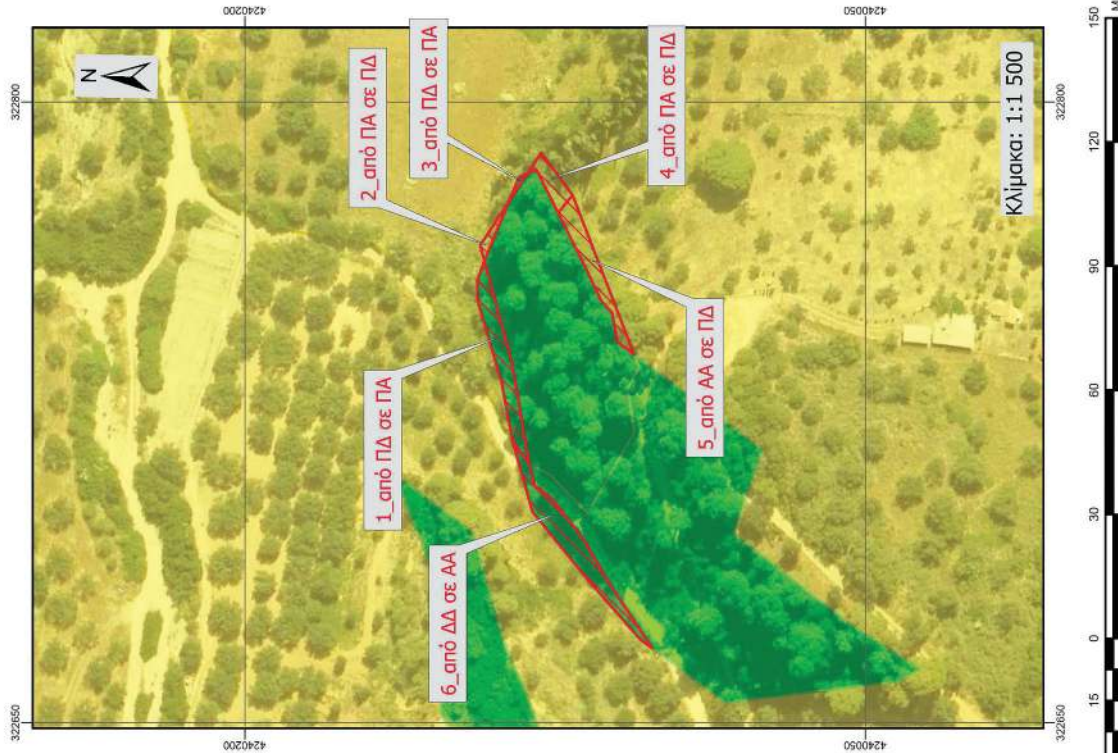 322650
322800
4240200
4240200
N
1_από ΠΔ σε ΠΑ
2_από ΠΑ σε ΠΔ
3_από ΠΔ σε ΠΑ
6_από ΔΔ σε ΑΑ
5_από ΑΑ σε ΠΔ
4_από ΠΑ σε ΠΔ
4240050
4240050
Κλίμακα: 1:1 500
322650
322800
15
0
30
60
90
120
150
M